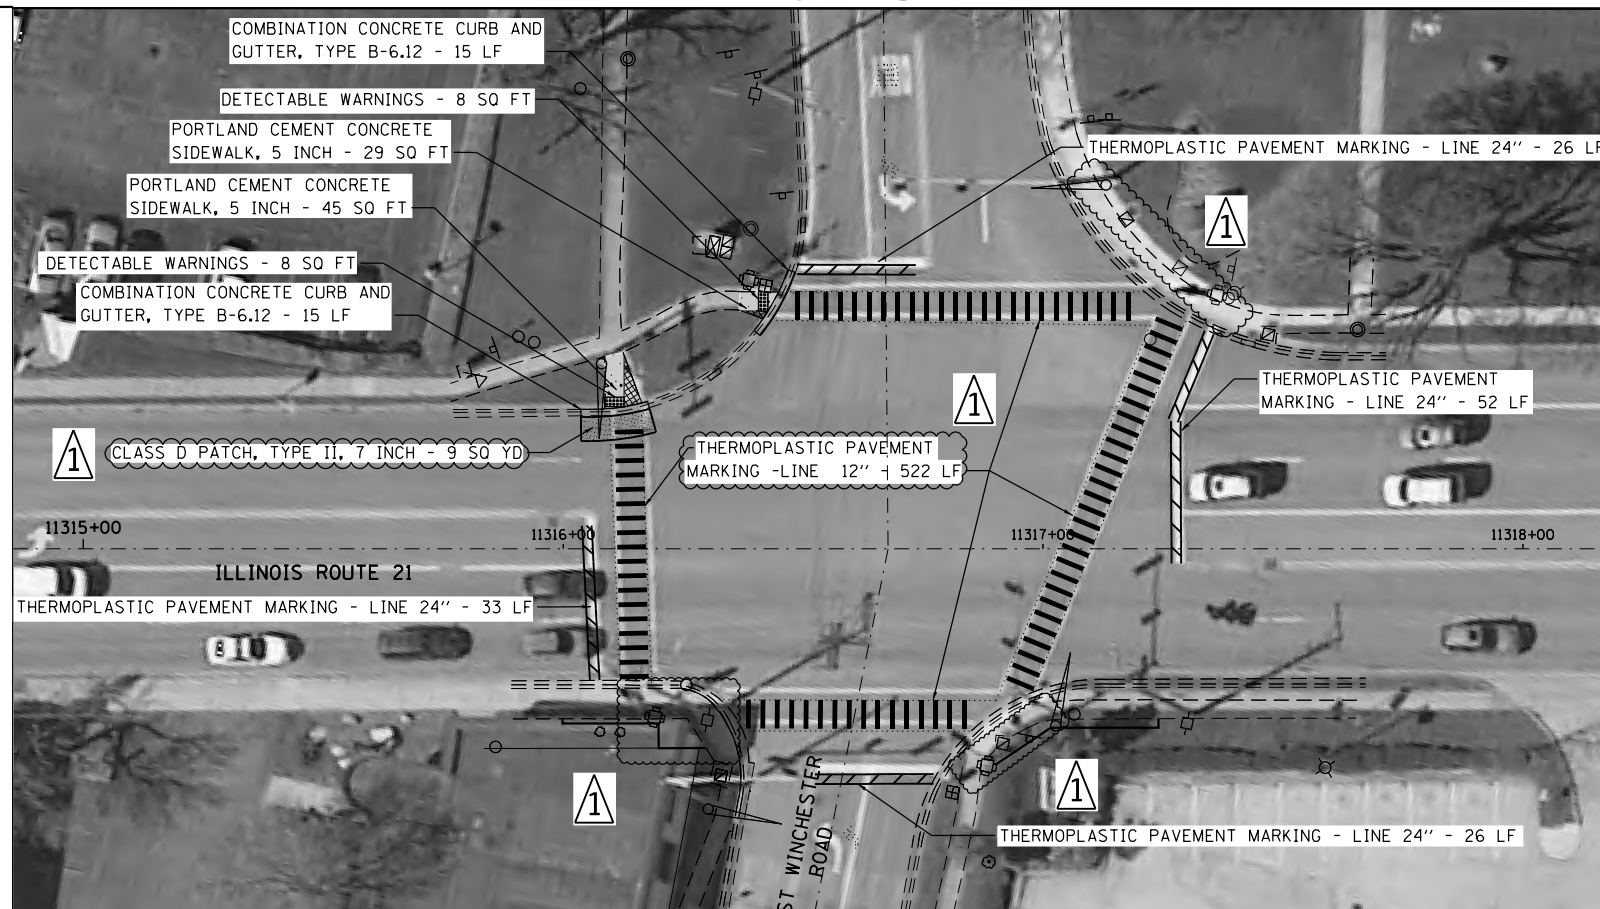 COMBINATION CONCRETE CURB AND
GUTTER, TYPE B-6.12 - 15 LF
DETECTABLE WARNINGS - 8 SQ FT
PORTLAND CEMENT CONCRETE
SIDEWALK, 5 INCH - 29 SQ FT
THERMOPLASTIC PAVEMENT MARKING - LINE 24'' - 26 LF
PORTLAND CEMENT CONCRETE
SIDEWALK, 5 INCH - 45 SQ FT
1
DETECTABLE WARNINGS - 8 SQ FT
COMBINATION CONCRETE CURB AND
GUTTER, TYPE B-6.12 - 15 LF
THERMOPLASTIC PAVEMENT
MARKING - LINE 24'' - 52 LF
1
1
CLASS D PATCH, TYPE II, 7 INCH - 9 SQ YD
THERMOPLASTIC PAVEMENT
MARKING -LINE 12'' - 522 LF
11315+00
11316+00
11317+00
11318+00
ILLINOIS ROUTE 21
THERMOPLASTIC PAVEMENT MARKING - LINE 24'' - 33 LF
1
1
THERMOPLASTIC PAVEMENT MARKING - LINE 24'' - 26 LF
ST WINCHESTER
ROAD